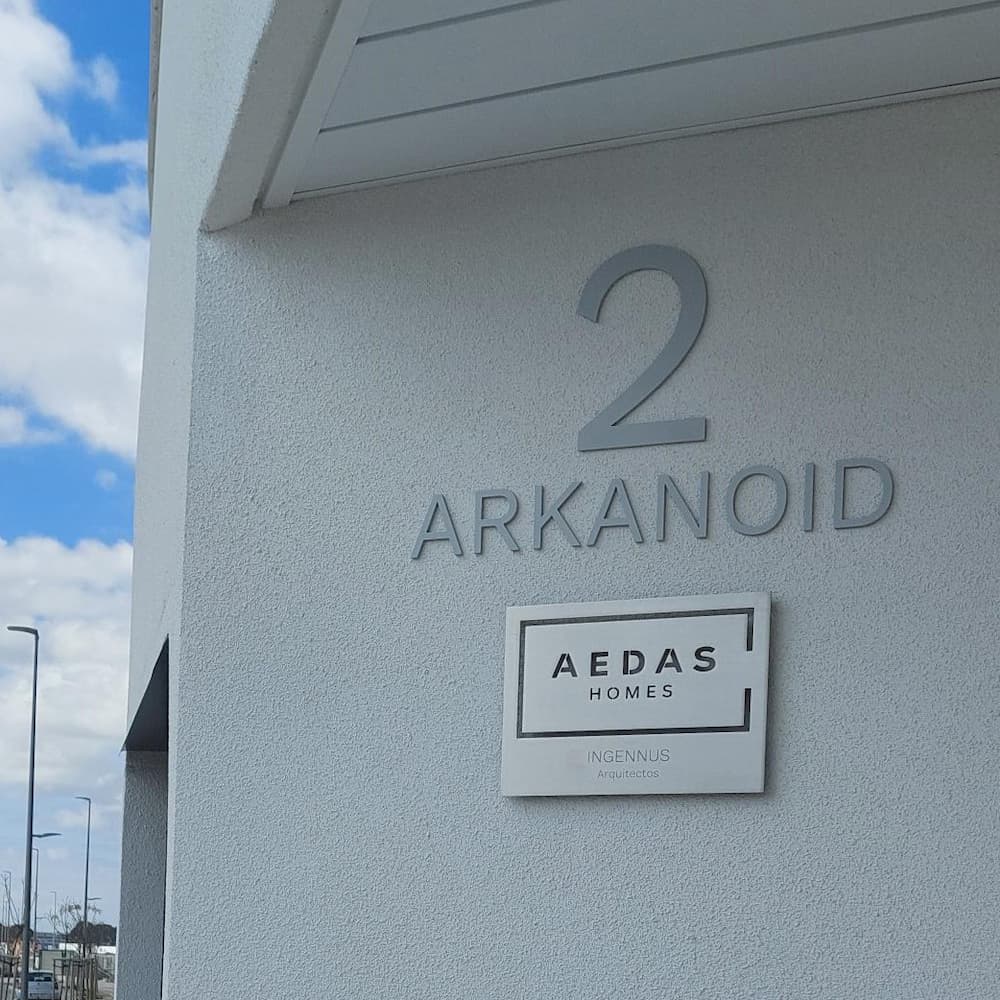 2
ARKANOID
AEDAS
HOMES
INGENNUS
Arquitectos